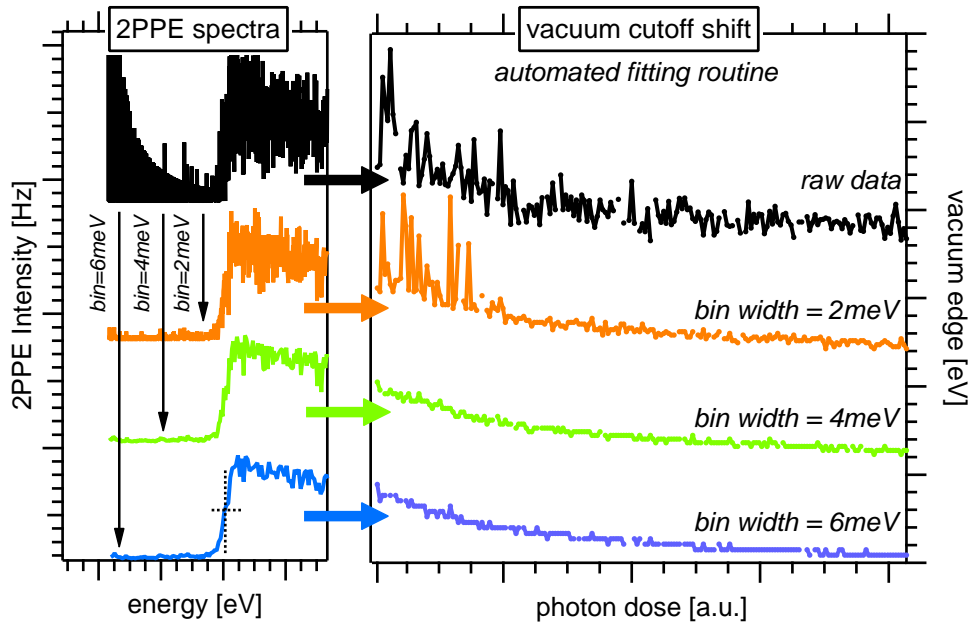 2PPE spectra
vacuum cutoff shift
automated fitting routine
2PPE Intensity [Hz]
bin=6meV
bin=4meV
bin=2meV
raw data
bin width = 2meV
bin width = 4meV
bin width = 6meV
vacuum edge [eV]
energy [eV]
photon dose [a.u.]